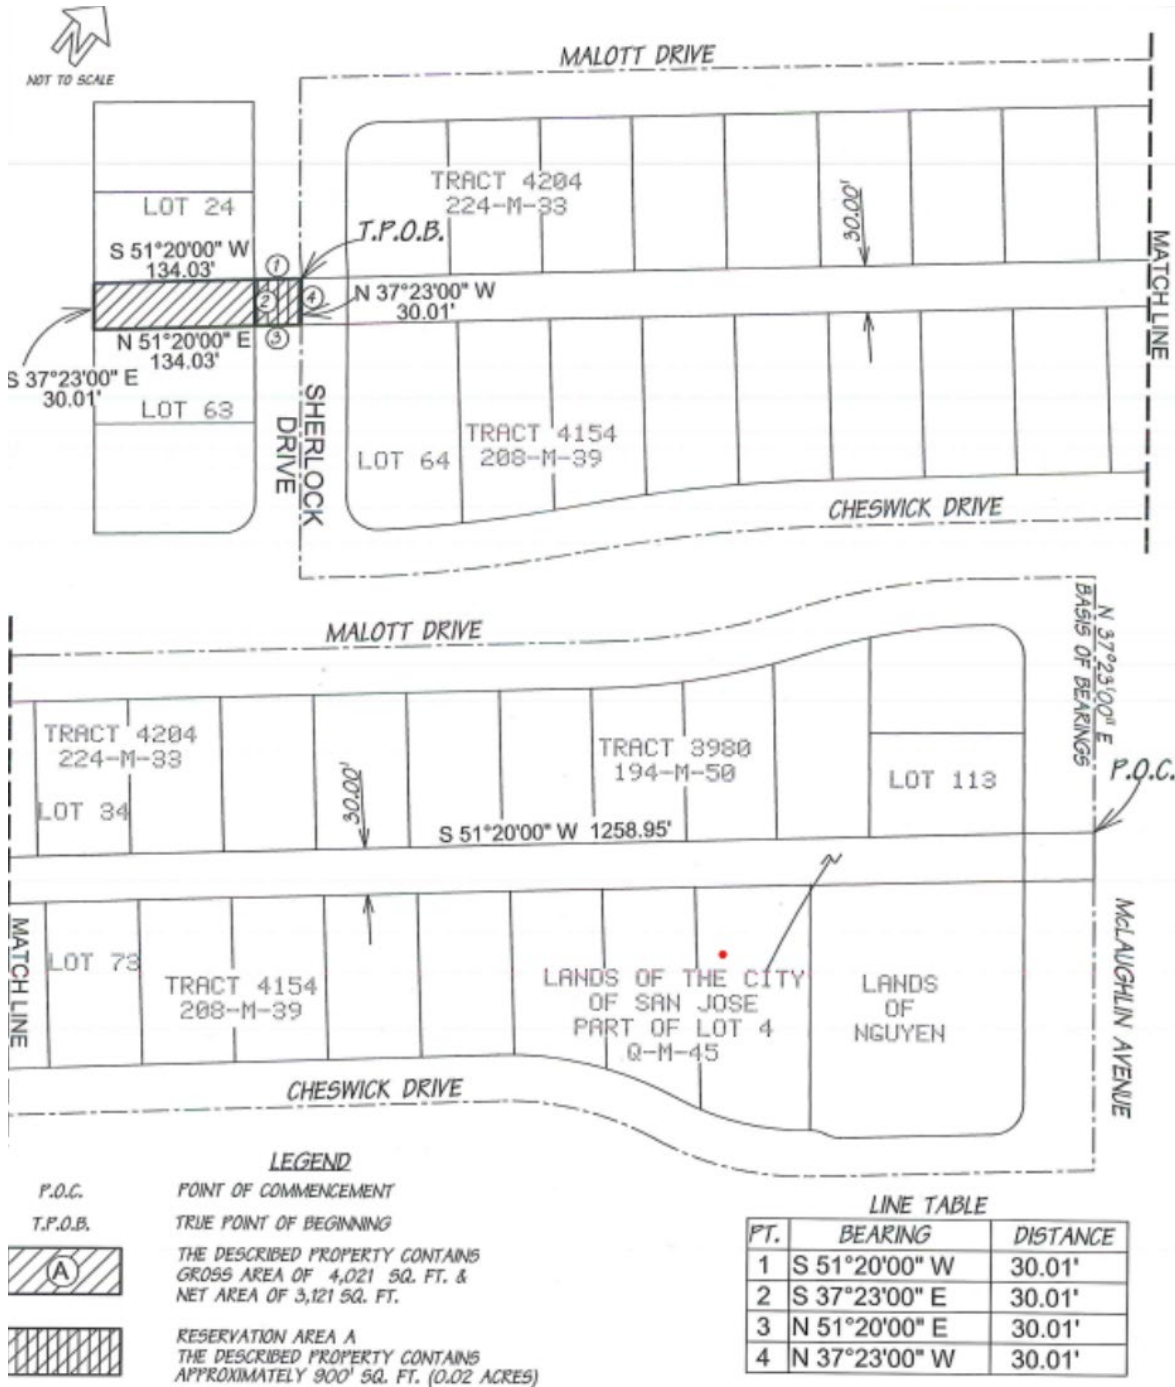 NOT TO SCALE
MALOTT DRIVE
TRACT 4204
224-M-33
LOT 24
S 51°20'00" W
134.03'
T.P.O.B.
30.00'
MATCH LINE
1
2
4
N 37°23'00" W
30.01'
3
N 51°20'00" E
134.03'
S 37°23'00" E
30.01'
LOT 63
SHERLOCK
DRIVE
LOT 64
TRACT 4154
208-M-39
CHESWICK DRIVE
MALOTT DRIVE
N 37°23'00" E
BASIS OF BEARINGS
TRACT 4204
224-M-33
LOT 34
30.00'
TRACT 3980
194-M-50
LOT 113
P.O.C.
S 51°20'00" W 1258.95'
MATCH LINE
LOT 73
TRACT 4154
208-M-39
LANDS OF THE CITY
OF SAN JOSE
PART OF LOT 4
Q-M-45
LANDS
OF
NGUYEN
McLAUGHLIN AVENUE
CHESWICK DRIVE
LEGEND
P.O.C. POINT OF COMMENCEMENT
T.P.O.B. TRUE POINT OF BEGINNING
A
THE DESCRIBED PROPERTY CONTAINS
GROSS AREA OF 4,021 SQ. FT. &
NET AREA OF 3,121 SQ. FT.
RESERVATION AREA A
THE DESCRIBED PROPERTY CONTAINS
APPROXIMATELY 900' SQ. FT. (0.02 ACRES)
LINE TABLE
PT. BEARING DISTANCE
1 S 51°20'00" W 30.01'
2 S 37°23'00" E 30.01'
3 N 51°20'00" E 30.01'
4 N 37°23'00" W 30.01'